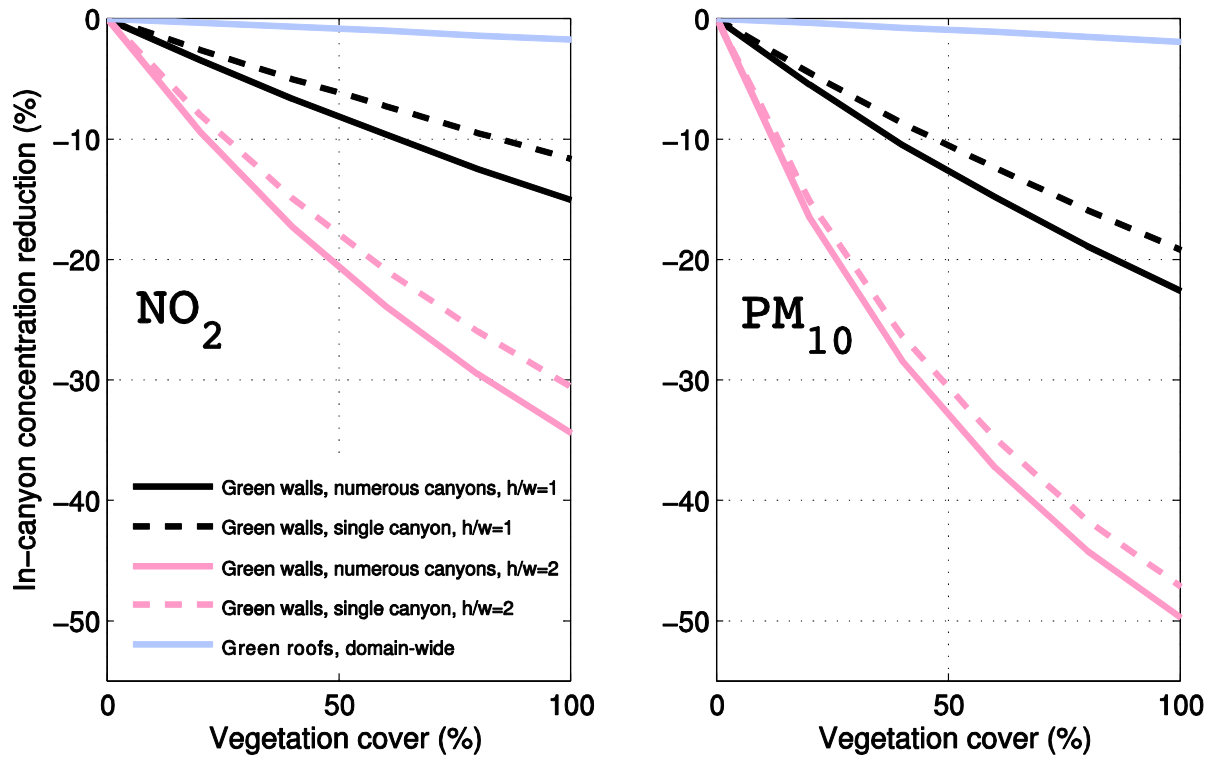 In-canyon concentration reduction (%)
0
−10
−20
−30
−40
−50
NO2
Green walls, numerous canyons, h/w=1
Green walls, single canyon, h/w=1
Green walls, numerous canyons, h/w=2
Green walls, single canyon, h/w=2
Green roofs, domain-wide
0 50 100
Vegetation cover (%)
0
−10
−20
−30
−40
−50
PM10
0 50 100
Vegetation cover (%)